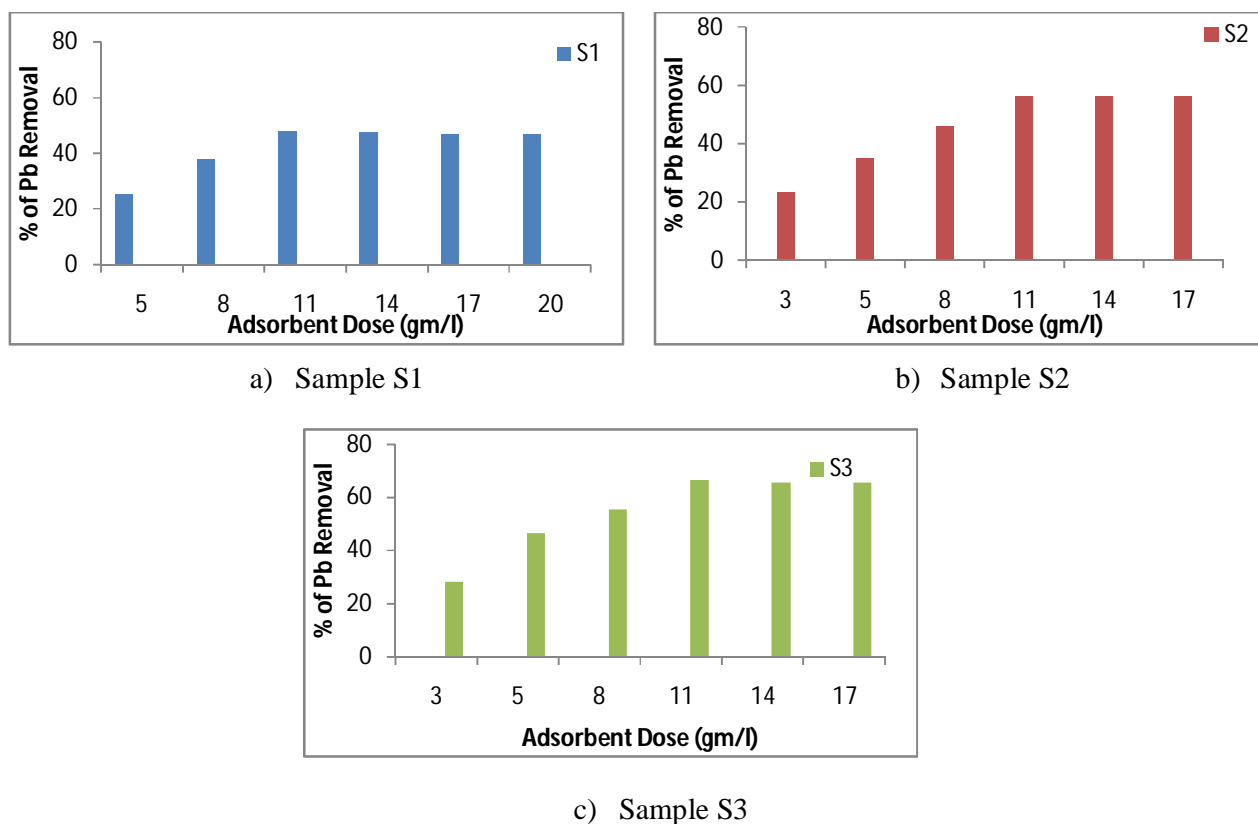 80
60
40
20
0
% of Pb Removal
S1
5 8 11 14 17 20
Adsorbent Dose (gm/l)
a) Sample S1
80
60
40
20
0
% of Pb Removal
S2
3 5 8 11 14 17
Adsorbent Dose (gm/l)
b) Sample S2
80
60
40
20
0
% of Pb Removal
S3
3 5 8 11 14 17
Adsorbent Dose (gm/l)
c) Sample S3